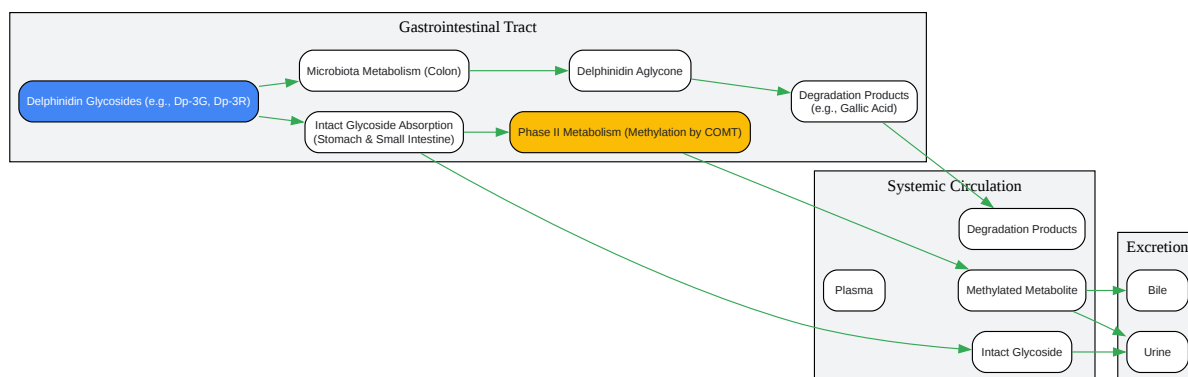 Gastrointestinal Tract
Microbiota Metabolism (Colon)
Delphinidin Aglycone
Delphinidin Glycosides (e.g., Dp-3G, Dp-3R)
Degradation Products
(e.g., Gallic Acid)
Intact Glycoside Absorption
(Stomach & Small Intestine)
Phase II Metabolism (Methylation by COMT)
Systemic Circulation
Degradation Products
Plasma
Methylated Metabolite
Intact Glycoside
Excretion
Bile
Urine